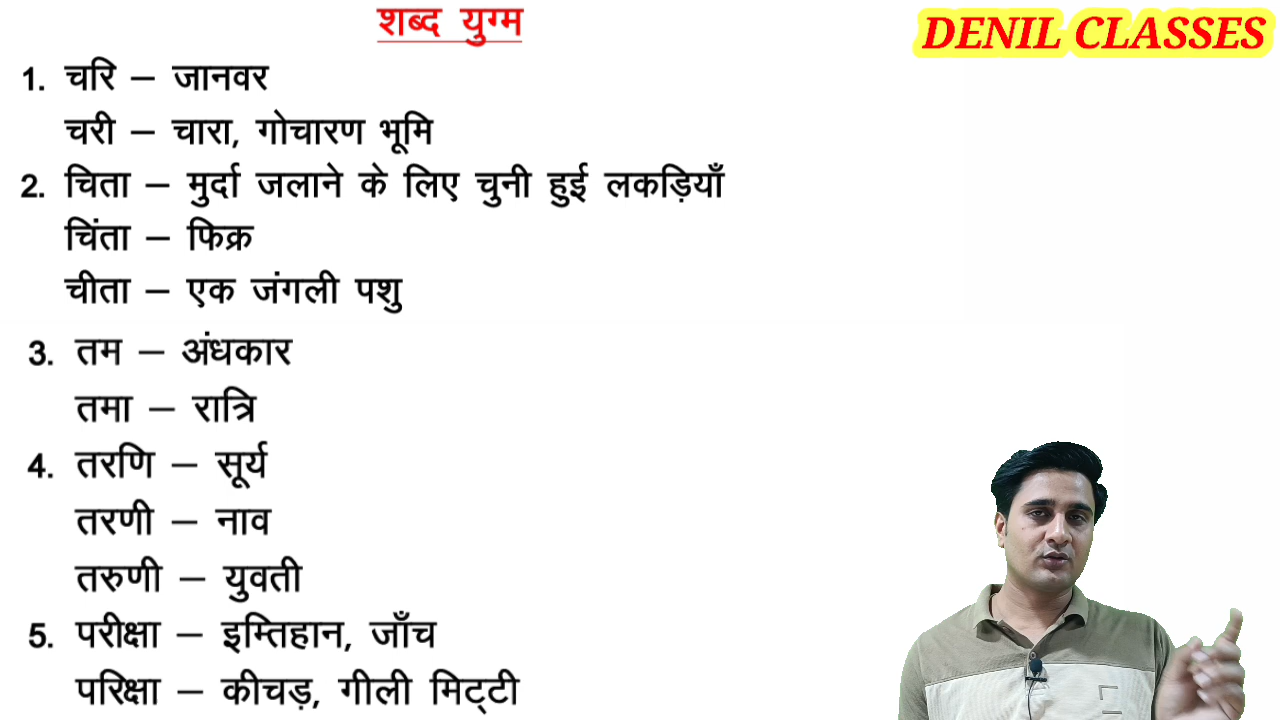 शब्द युग्म
DENIL CLASSES
1. चरि – जानवर
चरी – चारा, गोचारण भूमि
2. चिता – मुर्दा जलाने के लिए चुनी हुई लकड़ियाँ
चिंता – फिक्र
चीता – एक जंगली पशु
3. तम – अंधकार
तमा – रात्रि
4. तरणि – सूर्य
तरणी – नाव
तरुणी – युवती
5. परीक्षा – इम्तिहान, जाँच
परिक्षा – कीचड़, गीली मिट्टी